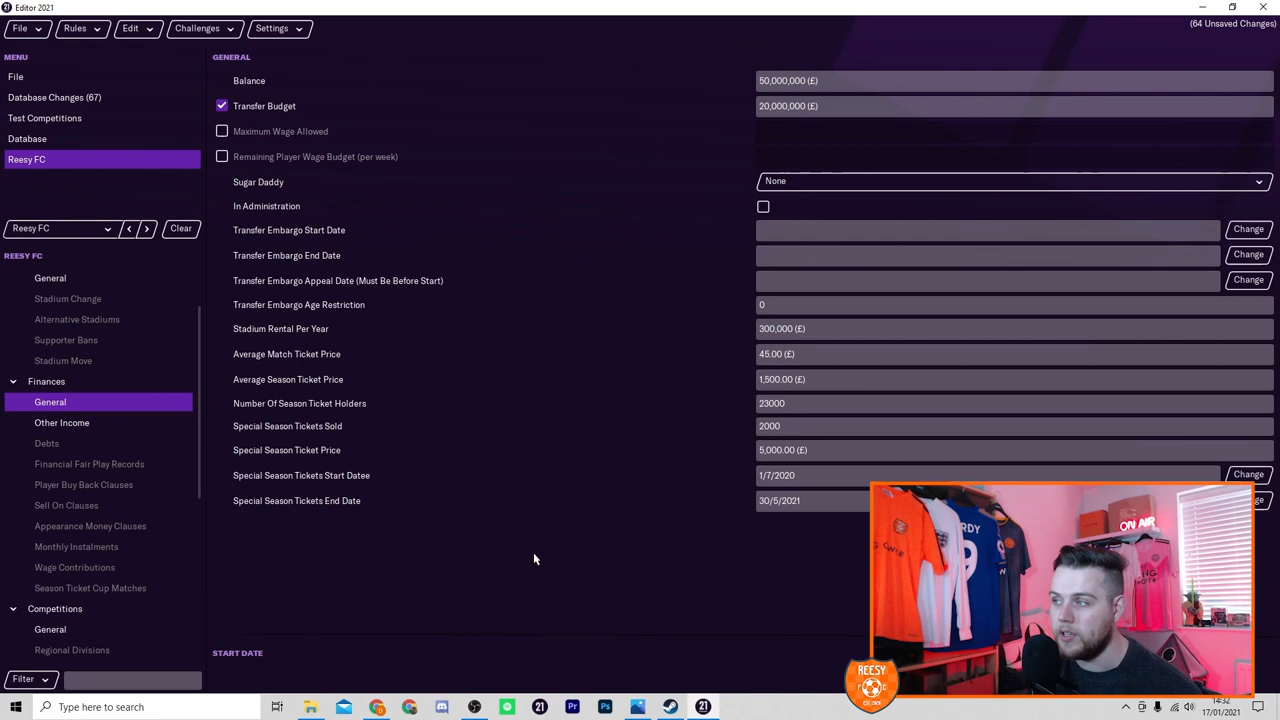 Editor 2021
File
Rules
Edit
Challenges
Settings
(64 Unsaved Changes)
MENU
File
Database Changes (67)
Test Competitions
Database
Reesy FC
Reesy FC
Clear
REESY FC
General
Stadium Change
Alternative Stadiums
Supporter Bans
Stadium Move
Finances
General
Other Income
Debts
Financial Fair Play Records
Player Buy Back Clauses
Sell On Clauses
Appearance Money Clauses
Monthly Instalments
Wage Contributions
Season Ticket Cup Matches
Competitions
General
Regional Divisions
Filter
GENERAL
Balance 50,000,000 (£)
Transfer Budget 20,000,000 (£)
Maximum Wage Allowed
Remaining Player Wage Budget (per week)
Sugar Daddy None
In Administration
Transfer Embargo Start Date Change
Transfer Embargo End Date Change
Transfer Embargo Appeal Date (Must Be Before Start) Change
Transfer Embargo Age Restriction 0
Stadium Rental Per Year 300,000 (£)
Average Match Ticket Price 45.00 (£)
Average Season Ticket Price 1,500.00 (£)
Number Of Season Ticket Holders 23000
Special Season Tickets Sold 2000
Special Season Ticket Price 5,000.00 (£)
Special Season Tickets Start Datee 1/7/2020 Change
Special Season Tickets End Date 30/5/2021
START DATE
ON AIR
REESY
Type here to search
21
Pr
Ps
21
14:32
17/01/2021